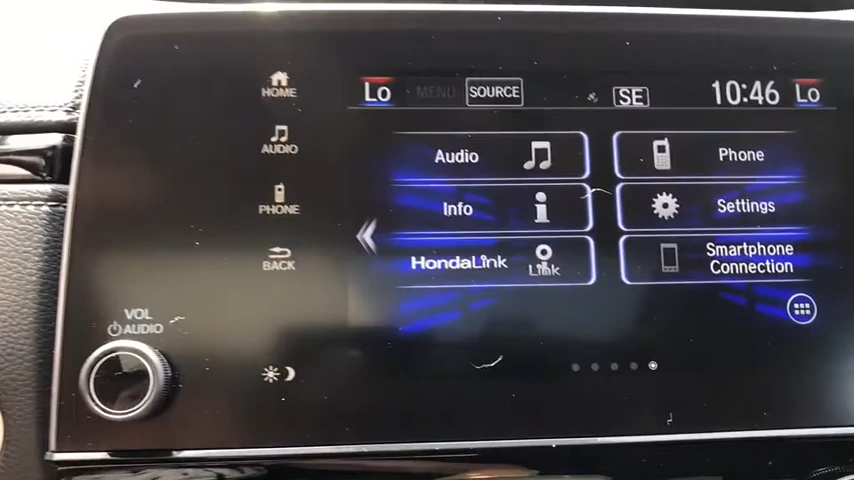 HOME
AUDIO
PHONE
BACK
VOL
AUDIO
Lo MENU SOURCE SE 10:46 Lo
Audio Phone
Info Settings
HondaLink Link Smartphone
Connection